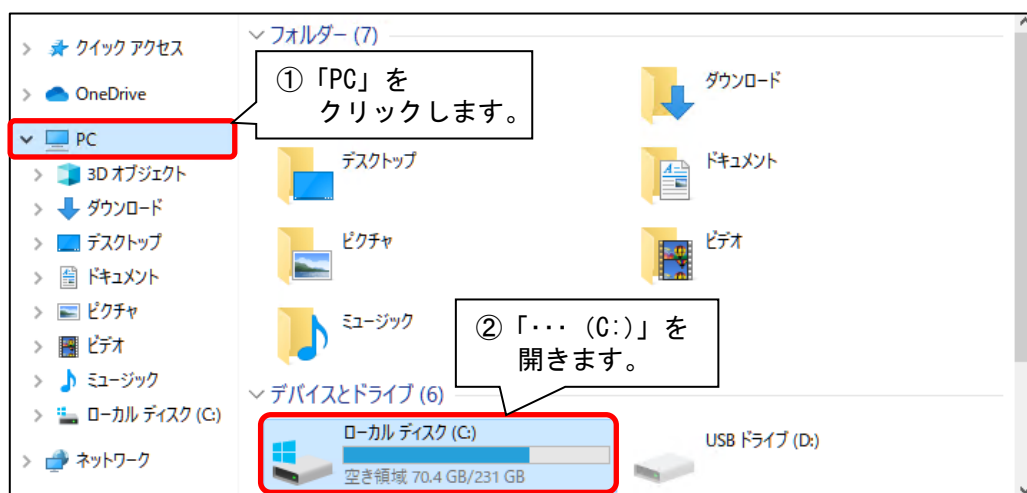 クイック アクセス
OneDrive
PC
3D オブジェクト
ダウンロード
デスクトップ
ドキュメント
ピクチャ
ビデオ
ミュージック
ローカル ディスク (C:)
ネットワーク
フォルダー (7)
①「PC」を
クリックします。
ダウンロード
デスクトップ
ドキュメント
ピクチャ
ビデオ
ミュージック
②「･･･ (C:)」を
開きます。
デバイスとドライブ (6)
ローカル ディスク (C:)
空き領域 70.4 GB/231 GB
USB ドライブ (D:)